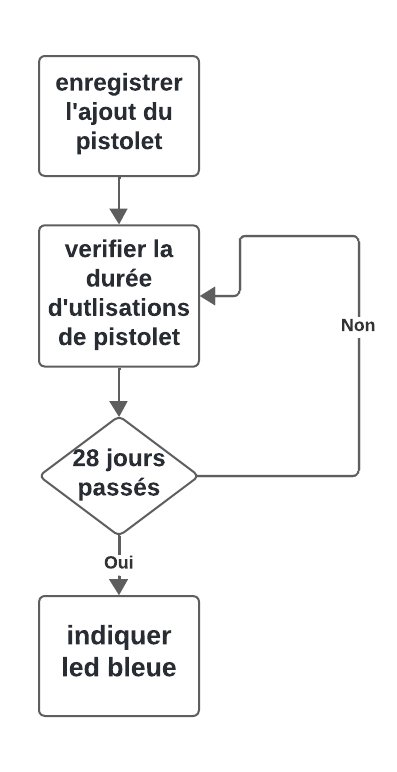 enregistrer
l'ajout du
pistolet
verifier la
durée
d'utlisations
de pistolet
Non
28 jours
passés
Oui
indiquer
led bleue